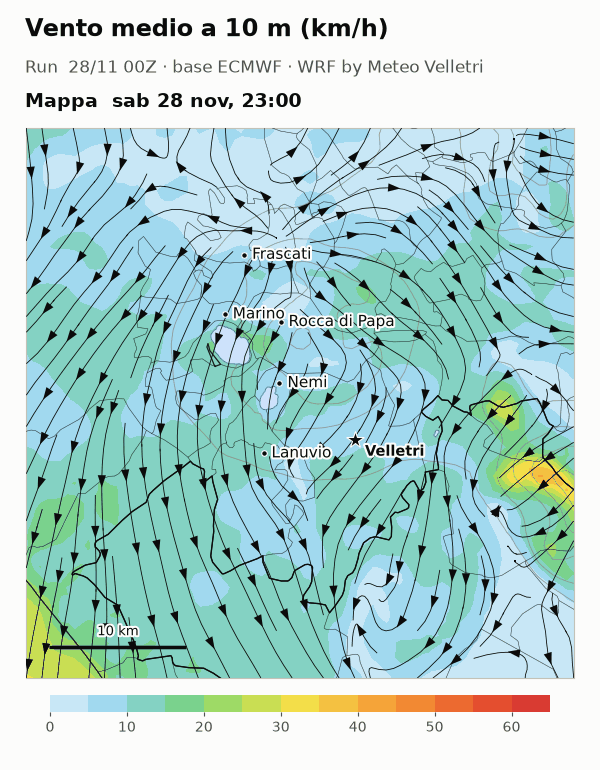 Vento medio a 10 m (km/h)
Run  28/11 00Z · base ECMWF · WRF by Meteo Velletri
Mappa  sab 28 nov, 23:00
Frascati
Marino
Rocca di Papa
Nemi
Velletri
Lanuvio
10 km
0 10 20 30 40 50 60